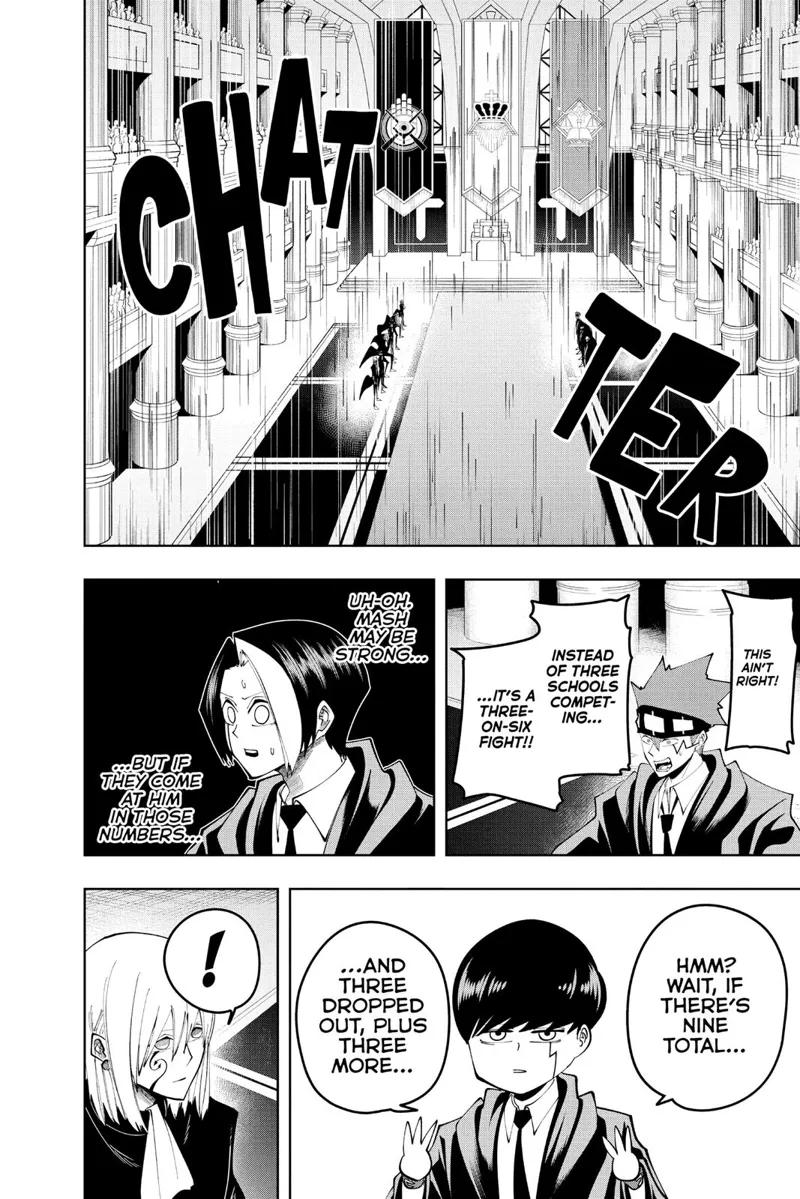 CHAT
TER
THIS
AIN'T
RIGHT!
INSTEAD
OF THREE
SCHOOLS
COMPET-
ING...
...IT'S A
THREE-
ON-SIX
FIGHT!!
UH-OH.
MASH
MAY BE
STRONG...
...BUT IF
THEY COME
AT HIM
IN THOSE
NUMBERS...
HMM?
WAIT, IF
THERE'S
NINE
TOTAL...
...AND
THREE
DROPPED
OUT, PLUS
THREE
MORE...
!